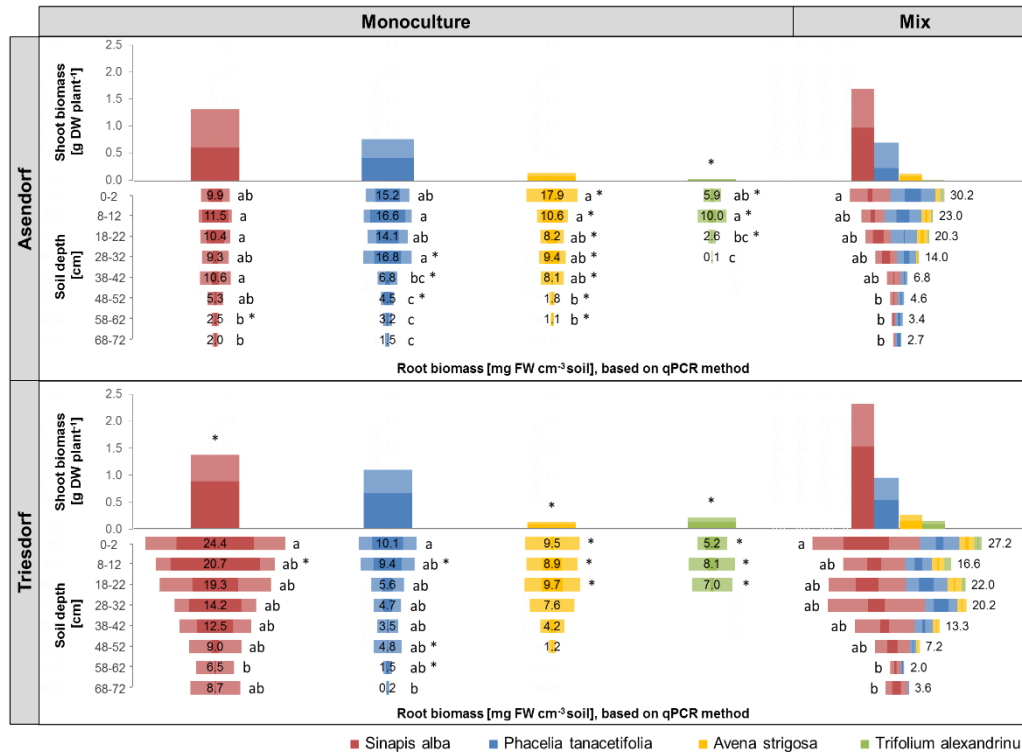 Monoculture Mix
Asendorf
Shoot biomass
[g DW plant-1]
2.5
2.0
1.5
1.0
0.5
0.0
*
Soil depth
[cm]
0-2 9.9 ab 15.2 ab 17.9 a * 5.9 ab * a 30.2
8-12 11.5 a 16.6 a 10.6 a * 10.0 a * ab 23.0
18-22 10.4 a 14.1 ab 8.2 ab * 2.6 bc * ab 20.3
28-32 9.3 ab 16.8 a * 9.4 ab * 0.1 c ab 14.0
38-42 10.6 a 6.8 bc * 8.1 ab * ab 6.8
48-52 5.3 ab 4.5 c * 1.8 b * b 4.6
58-62 2.5 b * 3.2 c 1.1 b * b 3.4
68-72 2.0 b 1.5 c b 2.7
Root biomass [mg FW cm-3 soil], based on qPCR method
Triesdorf
Shoot biomass
[g DW plant-1]
2.5
2.0
1.5
1.0
0.5
0.0
* * *
Soil depth
[cm]
0-2 24.4 a 10.1 a 9.5 * 5.2 * a 27.2
8-12 20.7 ab * 9.4 ab * 8.9 * 8.1 * ab 16.6
18-22 19.3 ab 5.6 ab 9.7 * 7.0 * ab 22.0
28-32 14.2 ab 4.7 ab 7.6 ab 20.2
38-42 12.5 ab 3.5 ab 4.2 ab 13.3
48-52 9.0 ab 4.8 ab * 1.2 ab 7.2
58-62 6.5 b 1.5 ab * b 2.0
68-72 8.7 ab 0.2 b b 3.6
Root biomass [mg FW cm-3 soil], based on qPCR method
Sinapis alba Phacelia tanacetifolia Avena strigosa Trifolium alexandrinu